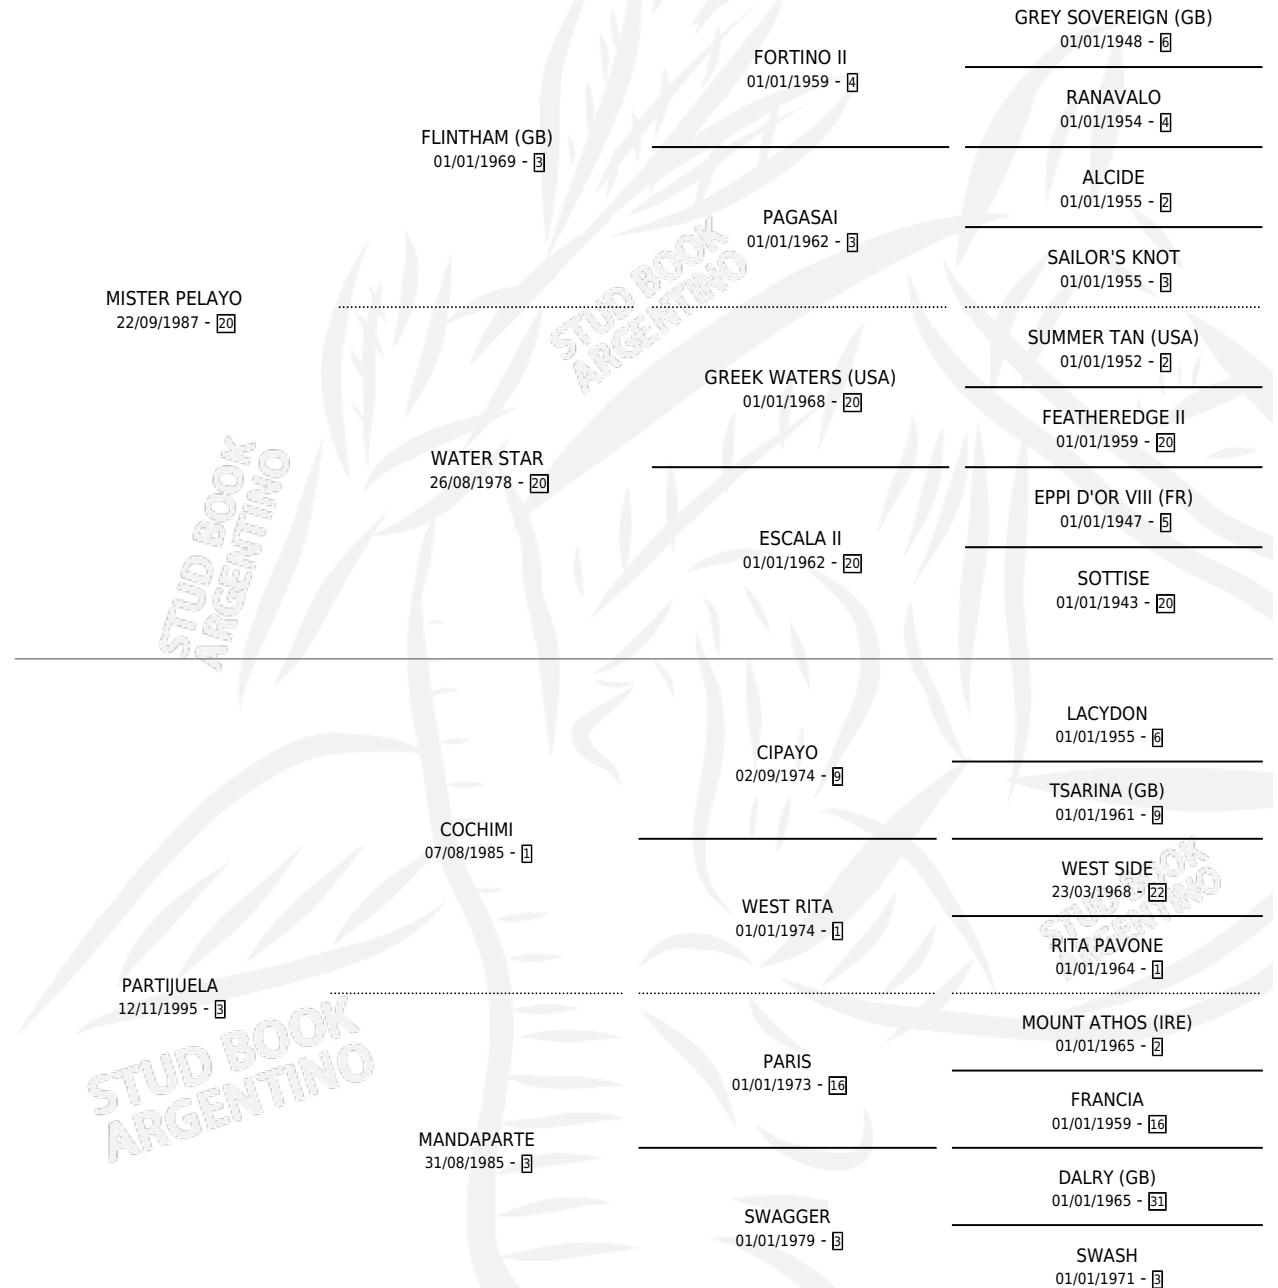 GREY SOVEREIGN (GB)
01/01/1948 - 6
FORTINO II
01/01/1959 - 4
RANAVALO
01/01/1954 - 4
FLINTHAM (GB)
01/01/1969 - 3
ALCIDE
01/01/1955 - 2
PAGASAI
01/01/1962 - 3
SAILOR'S KNOT
01/01/1955 - 3
MISTER PELAYO
22/09/1987 - 20
SUMMER TAN (USA)
01/01/1952 - 2
GREEK WATERS (USA)
01/01/1968 - 20
FEATHEREDGE II
01/01/1959 - 20
WATER STAR
26/08/1978 - 20
EPPI D'OR VIII (FR)
01/01/1947 - 5
ESCALA II
01/01/1962 - 20
SOTTISE
01/01/1943 - 20
LACYDON
01/01/1955 - 6
CIPAYO
02/09/1974 - 9
TSARINA (GB)
01/01/1961 - 9
COCHIMI
07/08/1985 - 1
WEST SIDE
23/03/1968 - 22
WEST RITA
01/01/1974 - 1
RITA PAVONE
01/01/1964 - 1
PARTIJUELA
12/11/1995 - 3
MOUNT ATHOS (IRE)
01/01/1965 - 2
PARIS
01/01/1973 - 16
FRANCIA
01/01/1959 - 16
MANDAPARTE
31/08/1985 - 3
DALRY (GB)
01/01/1965 - 31
SWAGGER
01/01/1979 - 3
SWASH
01/01/1971 - 3
STUD BOOK
ARGENTINO
STUD BOOK
ARGENTINO
STUD BOOK
ARGENTINO
STUD BOOK
ARGENTINO